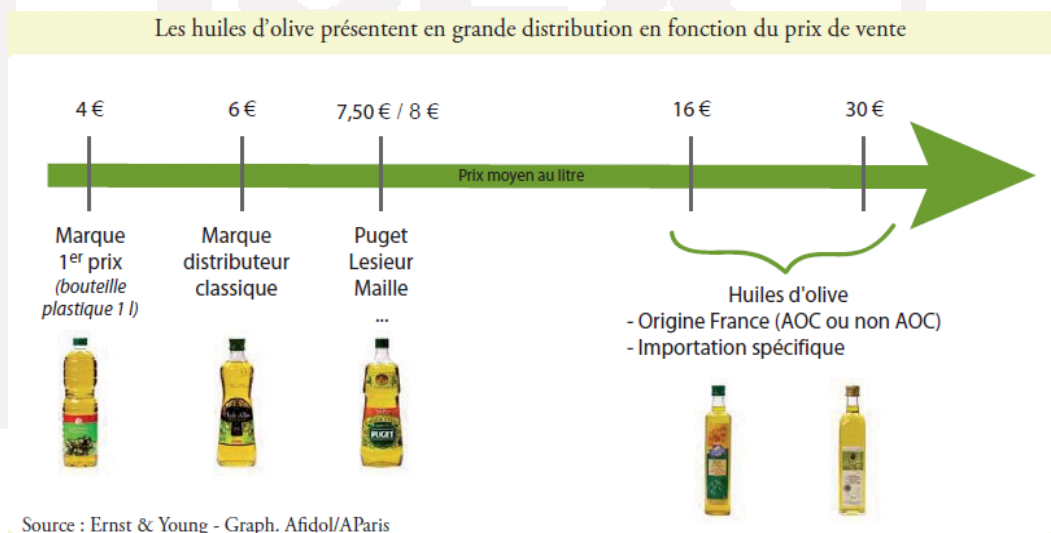 Les huiles d'olive présentent en grande distribution en fonction du prix de vente
4 €
6 €
7,50 € / 8 €
16 €
30 €
Prix moyen au litre
Marque
1er prix
(bouteille
plastique 1 l)
Marque
distributeur
classique
Puget
Lesieur
Maille
...
Huiles d'olive
- Origine France (AOC ou non AOC)
- Importation spécifique
PUGET
Source : Ernst & Young - Graph. Afidol/AParis